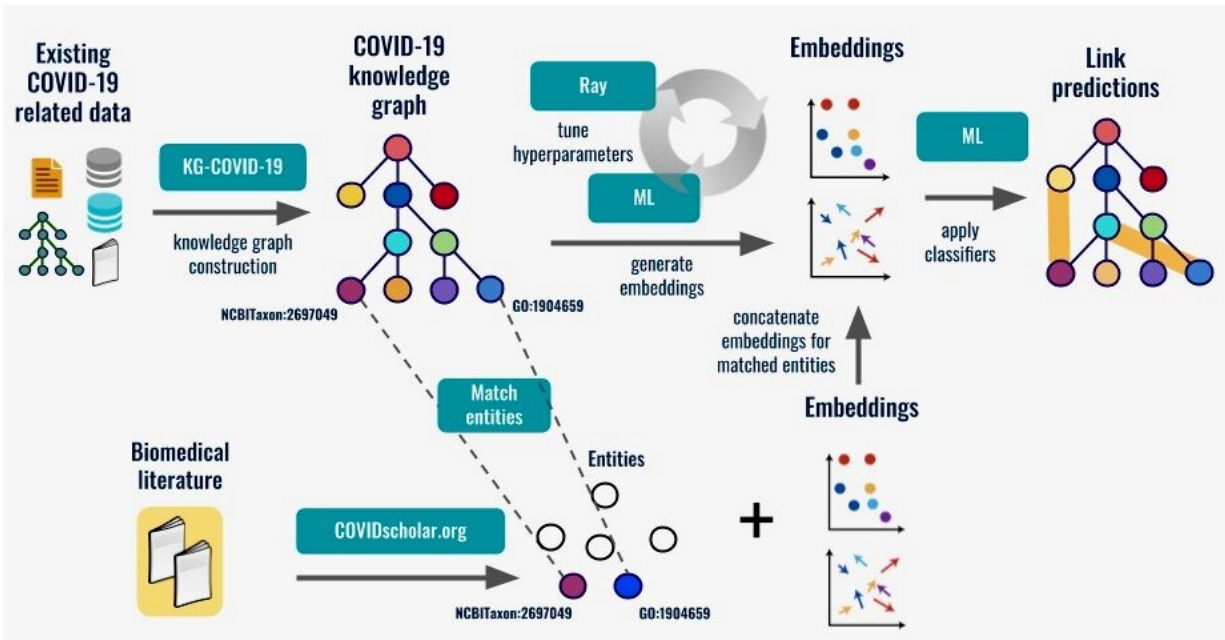 Existing
COVID-19
related data
KG-COVID-19
knowledge graph
construction
COVID-19
knowledge
graph
NCBITaxon:2697049
GO:1904659
Ray
tune
hyperparameters
ML
generate
embeddings
Embeddings
ML
apply
classifiers
Link
predictions
concatenate
embeddings for
matched entities
Match
entities
Biomedical
literature
COVIDscholar.org
Entities
NCBITaxon:2697049
GO:1904659
+
Embeddings